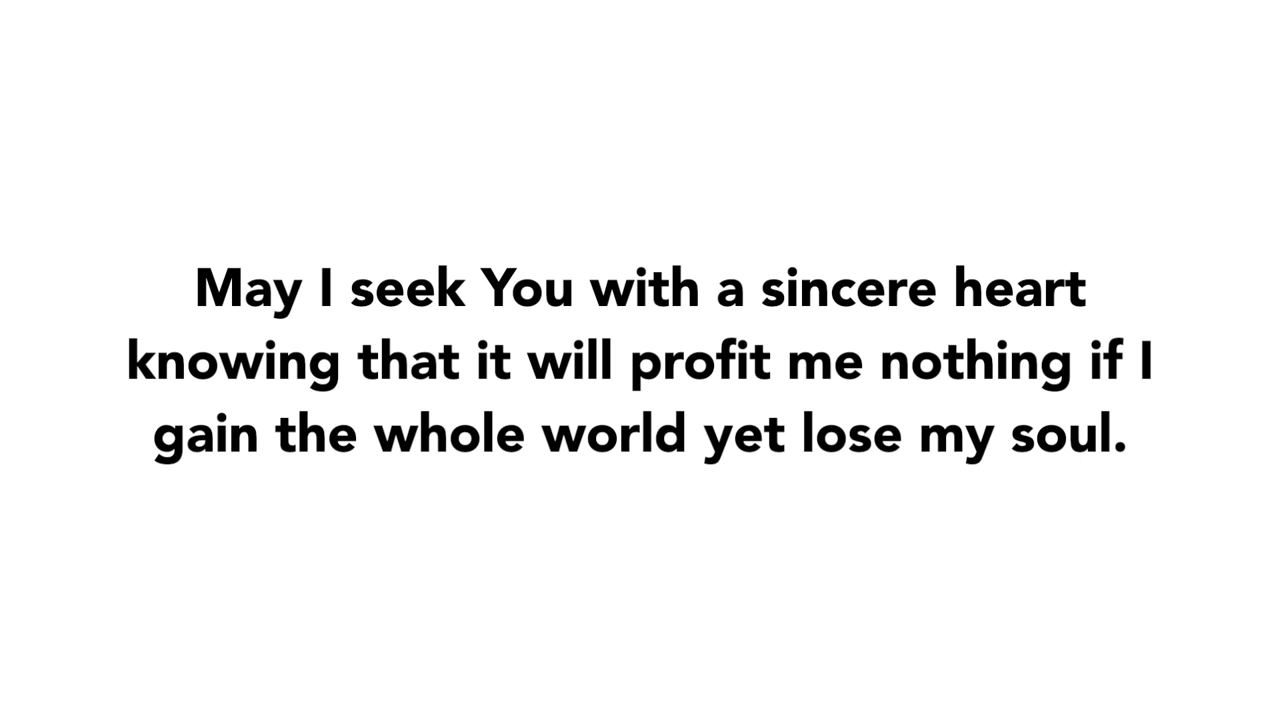 May I seek You with a sincere heart
knowing that it will profit me nothing if I
gain the whole world yet lose my soul.